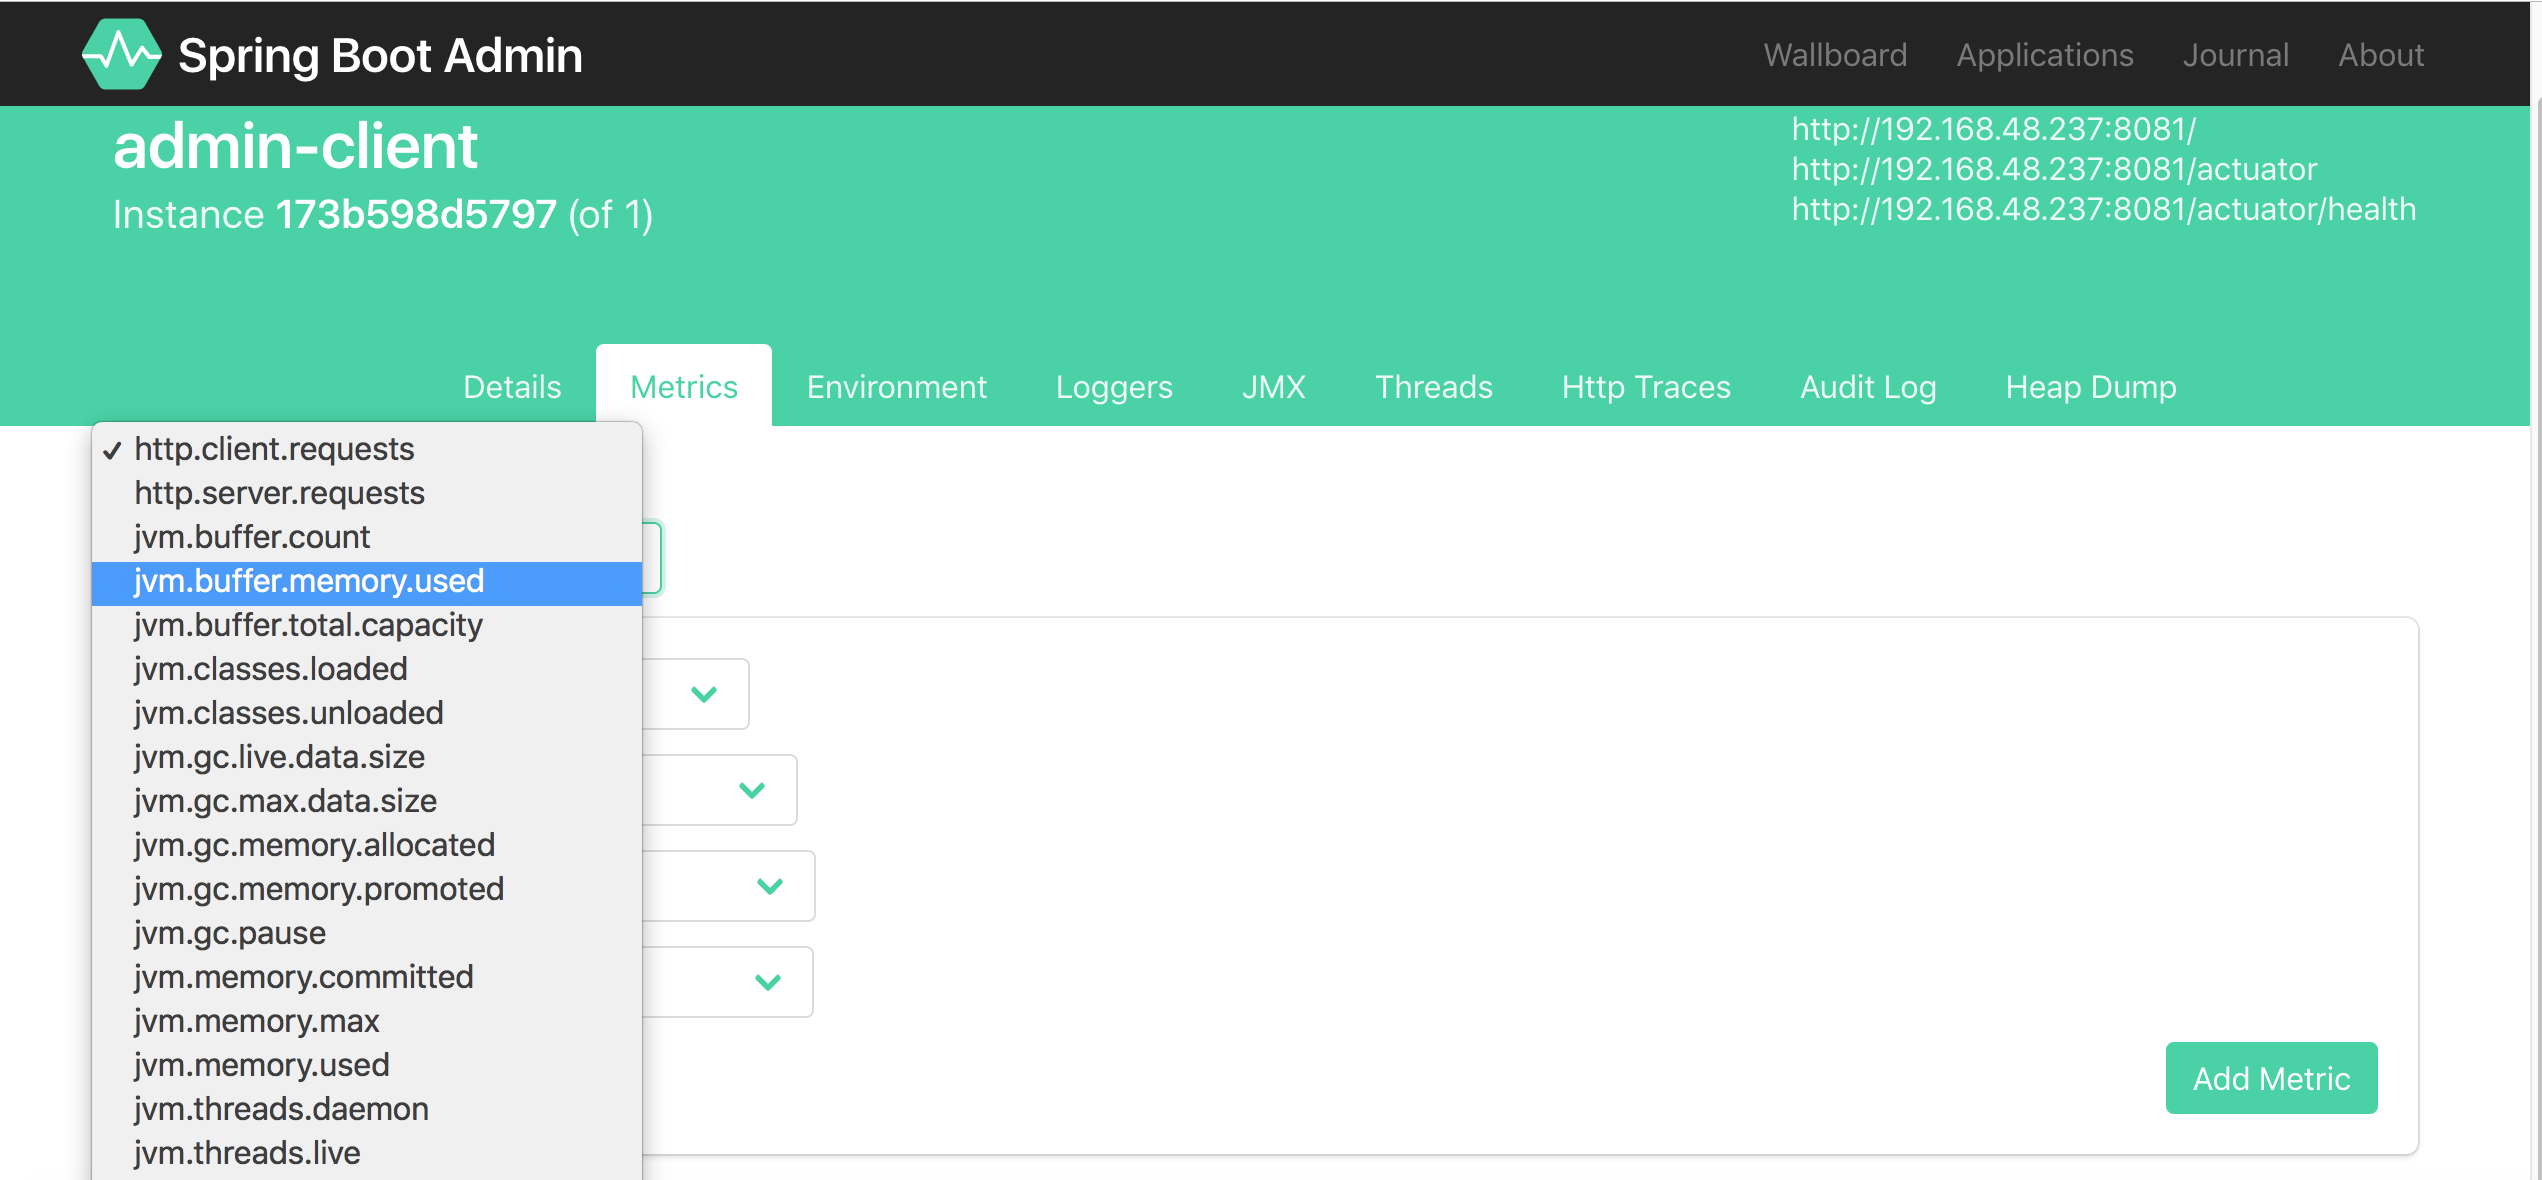 Spring Boot Admin
Wallboard Applications Journal About
admin-client
Instance 173b598d5797 (of 1)
http://192.168.48.237:8081/
http://192.168.48.237:8081/actuator
http://192.168.48.237:8081/actuator/health
Details Metrics Environment Loggers JMX Threads Http Traces Audit Log Heap Dump
✓ http.client.requests
http.server.requests
jvm.buffer.count
jvm.buffer.memory.used
jvm.buffer.total.capacity
jvm.classes.loaded
jvm.classes.unloaded
jvm.gc.live.data.size
jvm.gc.max.data.size
jvm.gc.memory.allocated
jvm.gc.memory.promoted
jvm.gc.pause
jvm.memory.committed
jvm.memory.max
jvm.memory.used
jvm.threads.daemon
jvm.threads.live
Add Metric